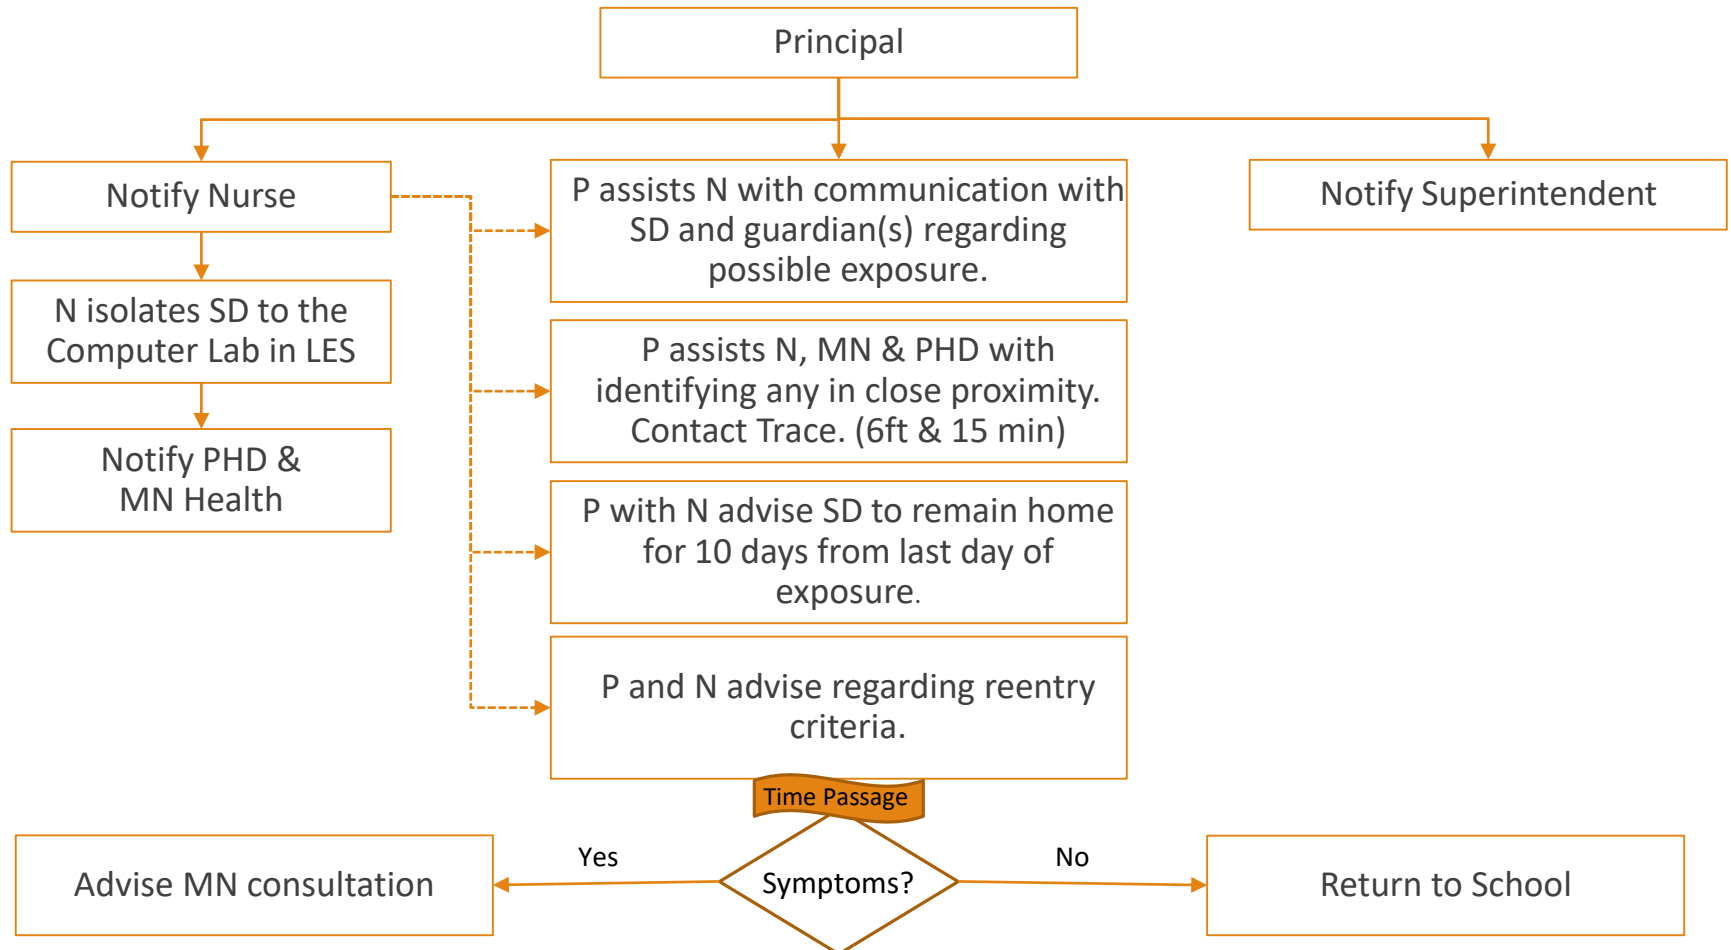 Principal
Notify Nurse
N isolates SD to the
Computer Lab in LES
Notify PHD &
MN Health
P assists N with communication with
SD and guardian(s) regarding
possible exposure.
P assists N, MN & PHD with
identifying any in close proximity.
Contact Trace. (6ft & 15 min)
P with N advise SD to remain home
for 10 days from last day of
exposure.
P and N advise regarding reentry
criteria.
Notify Superintendent
Time Passage
Symptoms?
Yes
Advise MN consultation
No
Return to School